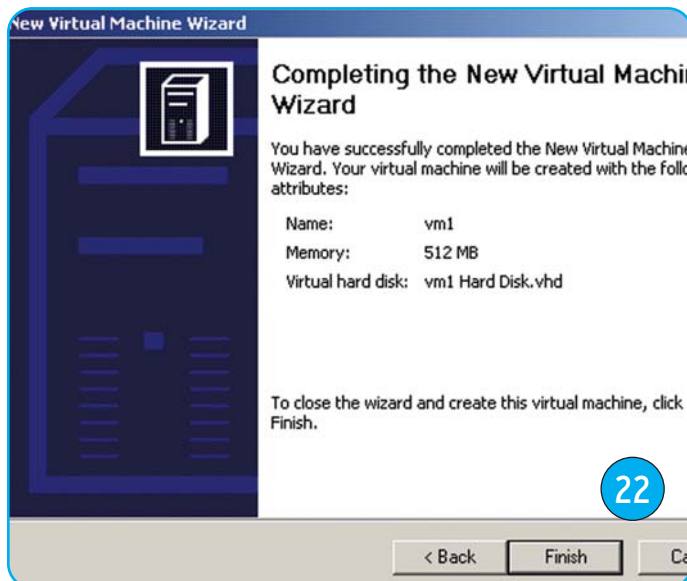 New Virtual Machine Wizard
Completing the New Virtual Machi
Wizard
You have successfully completed the New Virtual Machine
Wizard. Your virtual machine will be created with the follo
attributes:
Name: vm1
Memory: 512 MB
Virtual hard disk: vm1 Hard Disk.vhd
To close the wizard and create this virtual machine, click
Finish.
22
< Back Finish Ca